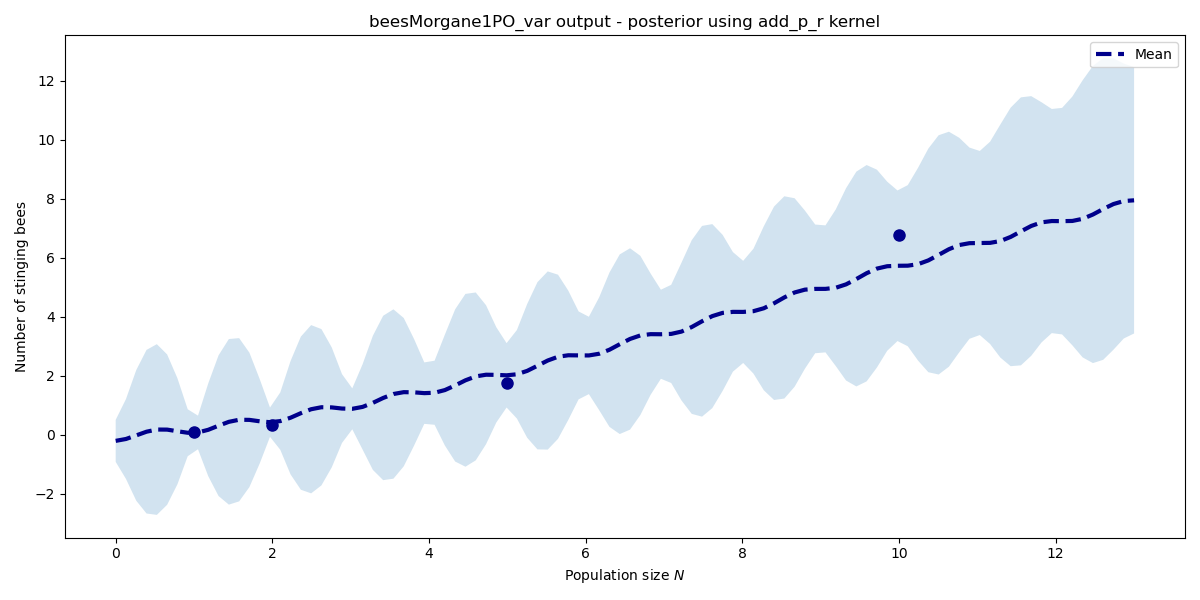 beesMorgane1PO_var output - posterior using add_p_r kernel
Mean
12
10
8
6
4
2
0
−2
Number of stinging bees
0 2 4 6 8 10 12
Population size N